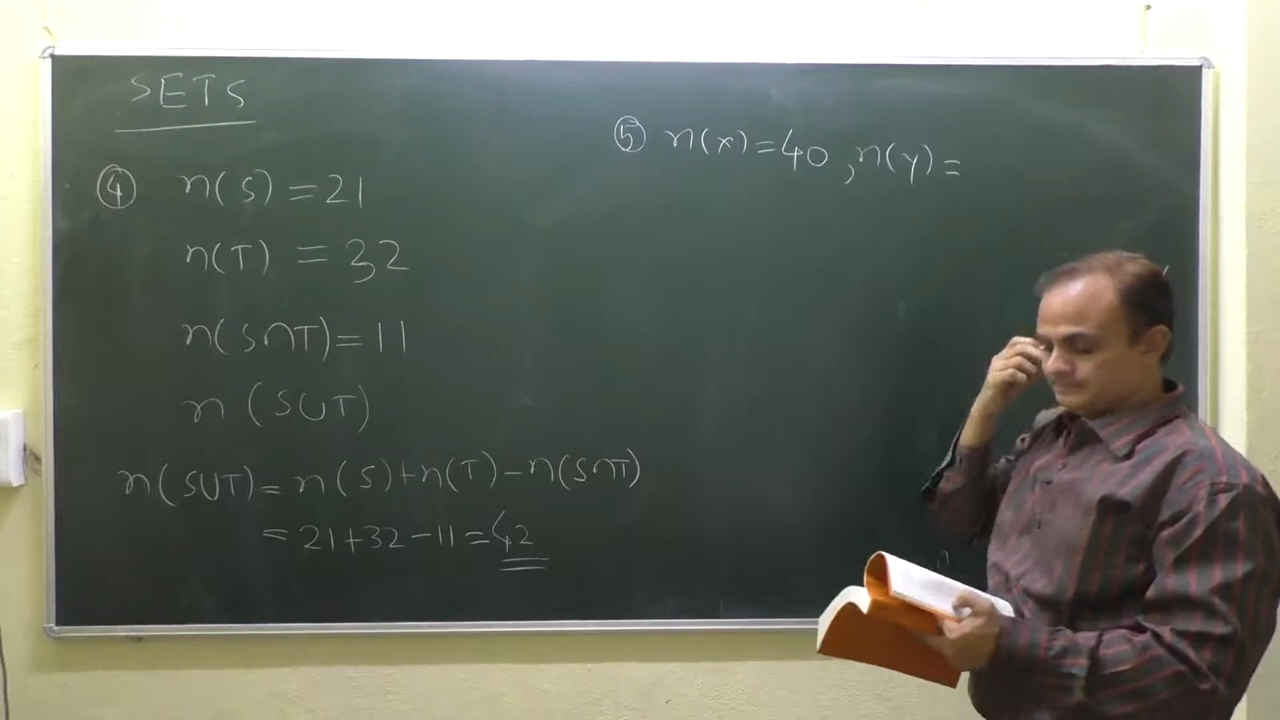 SETS
④ n(S) = 21
n(T) = 32
n(S∩T) = 11
n(S∪T)
n(S∪T) = n(S) + n(T) - n(S∩T)
= 21 + 32 - 11 = 42
⑤ n(x) = 40, n(y) =